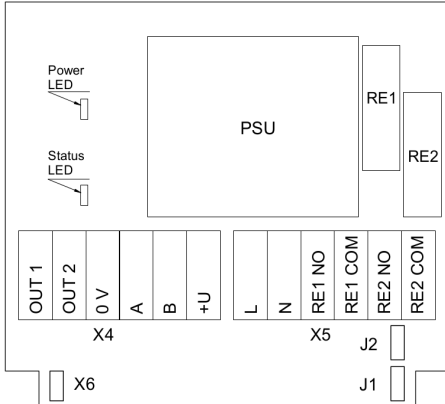 Power
LED
Status
LED
PSU
RE1
RE2
OUT 1
OUT 2
0 V
A
B
+U
L
N
RE1 NO
RE1 COM
RE2 NO
RE2 COM
X4
X5
J2
X6
J1